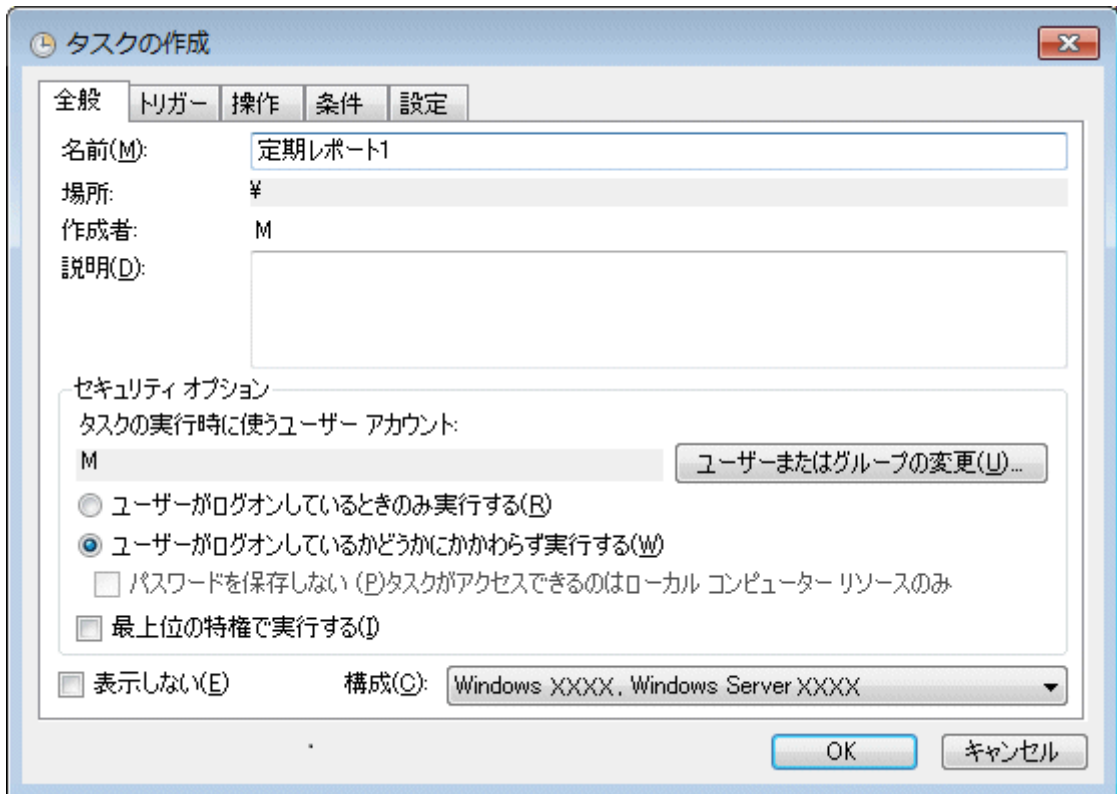 タスクの作成
全般 トリガー 操作 条件 設定
名前(M): 定期レポート1
場所: ¥
作成者: M
説明(D):
セキュリティ オプション
タスクの実行時に使うユーザー アカウント:
M ユーザーまたはグループの変更(U)...
ユーザーがログオンしているときのみ実行する(R)
ユーザーがログオンしているかどうかにかかわらず実行する(W)
パスワードを保存しない (P)タスクがアクセスできるのはローカル コンピューター リソースのみ
最上位の特権で実行する(I)
表示しない(E) 構成(C): Windows XXXX, Windows Server XXXX
OK キャンセル